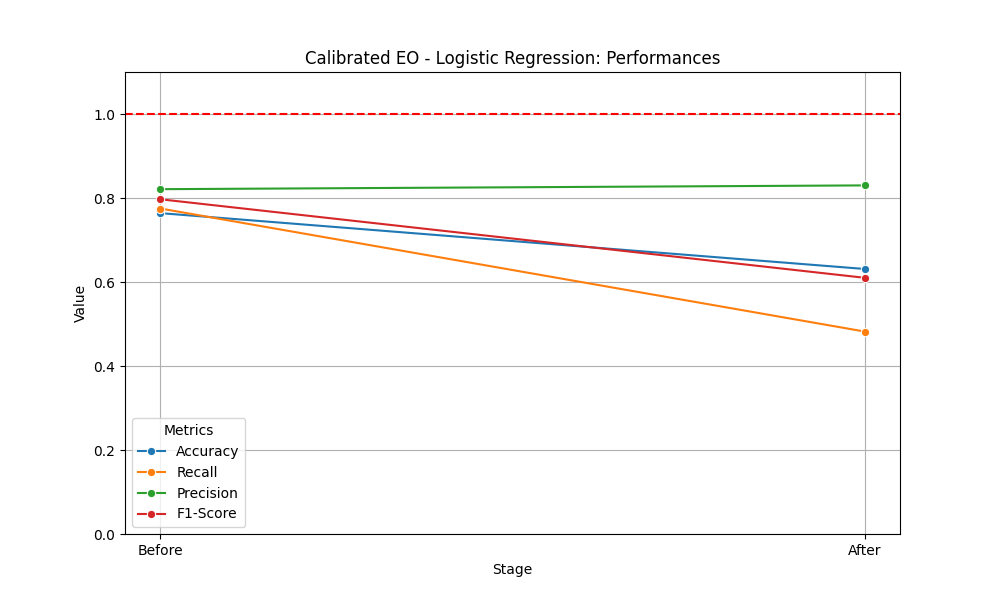 Calibrated EO - Logistic Regression: Performances
1.0
0.8
0.6
0.4
0.2
0.0
Value
Metrics
Accuracy
Recall
Precision
F1-Score
Before
After
Stage